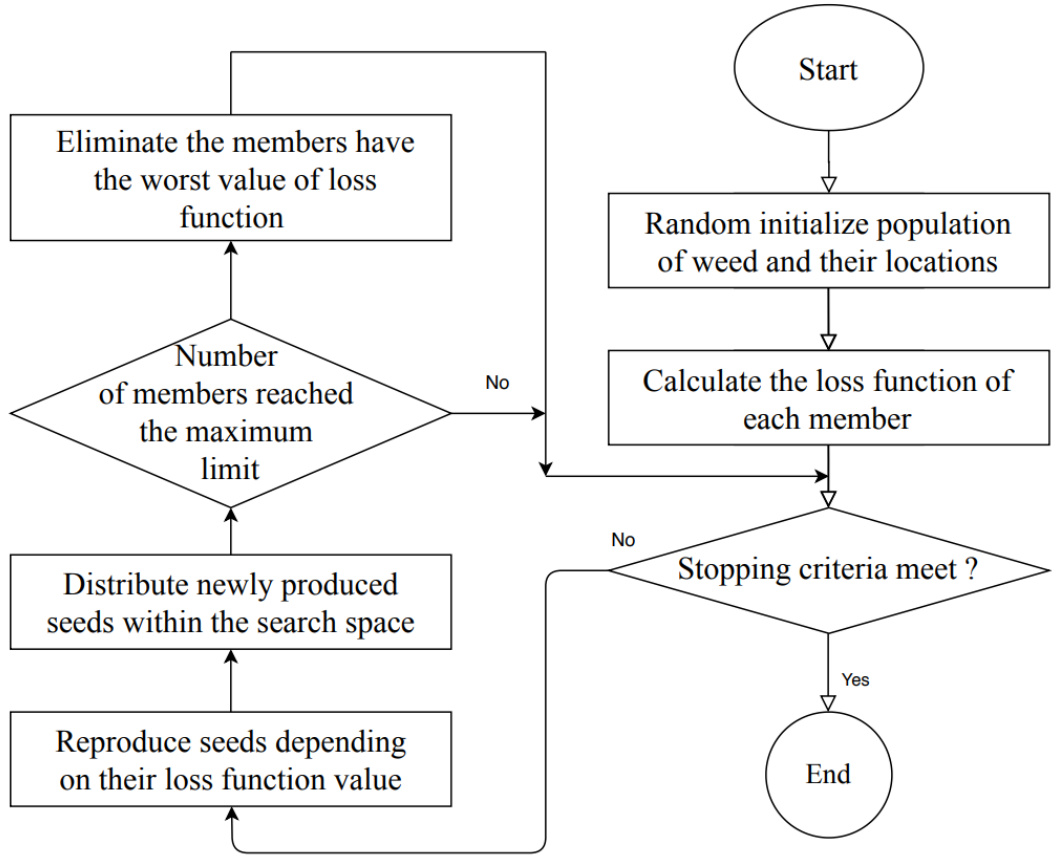 Start
Random initialize population
of weed and their locations
Calculate the loss function of
each member
Stopping criteria meet ?
Yes
End
No
Reproduce seeds depending
on their loss function value
Distribute newly produced
seeds within the search space
Number
of members reached
the maximum
limit
No
Eliminate the members have
the worst value of loss
function